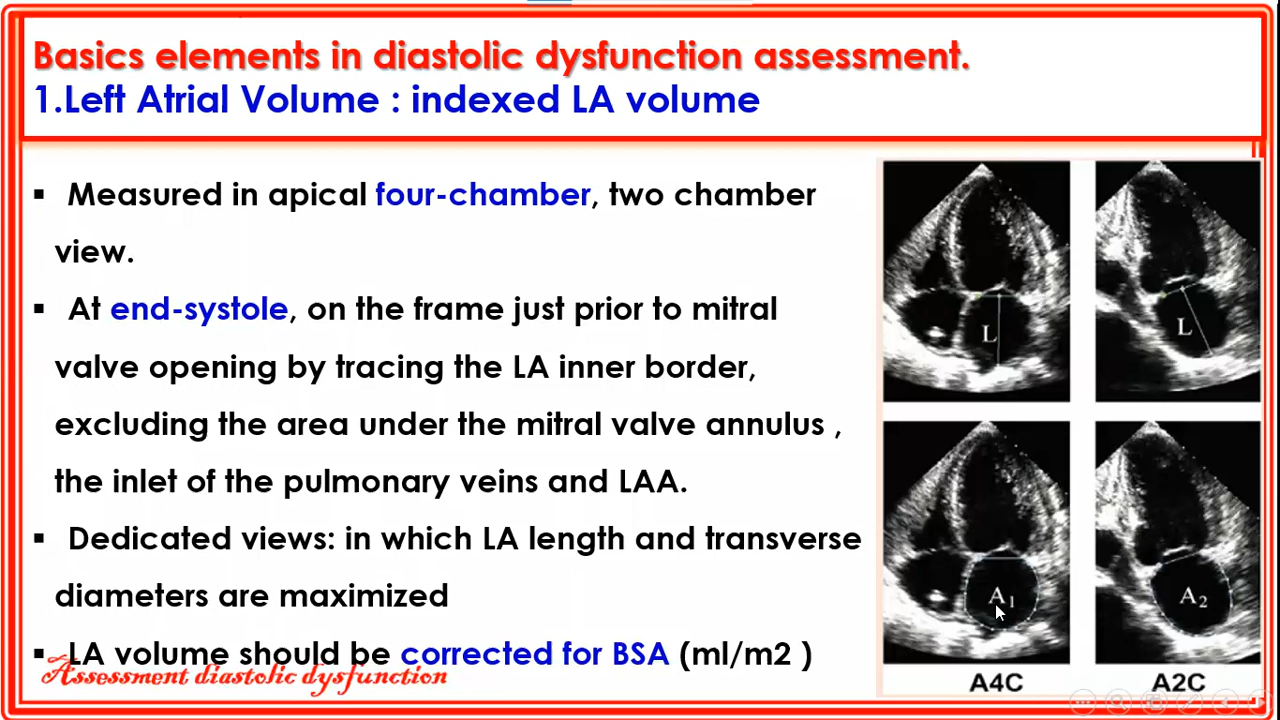 Basics elements in diastolic dysfunction assessment.
1.Left Atrial Volume : indexed LA volume
▪ Measured in apical four-chamber, two chamber
view.
▪ At end-systole, on the frame just prior to mitral
valve opening by tracing the LA inner border,
excluding the area under the mitral valve annulus ,
the inlet of the pulmonary veins and LAA.
▪ Dedicated views: in which LA length and transverse
diameters are maximized
▪ LA volume should be corrected for BSA (ml/m2 )
Assessment diastolic dysfunction
L
L
A1
A2
A4C
A2C